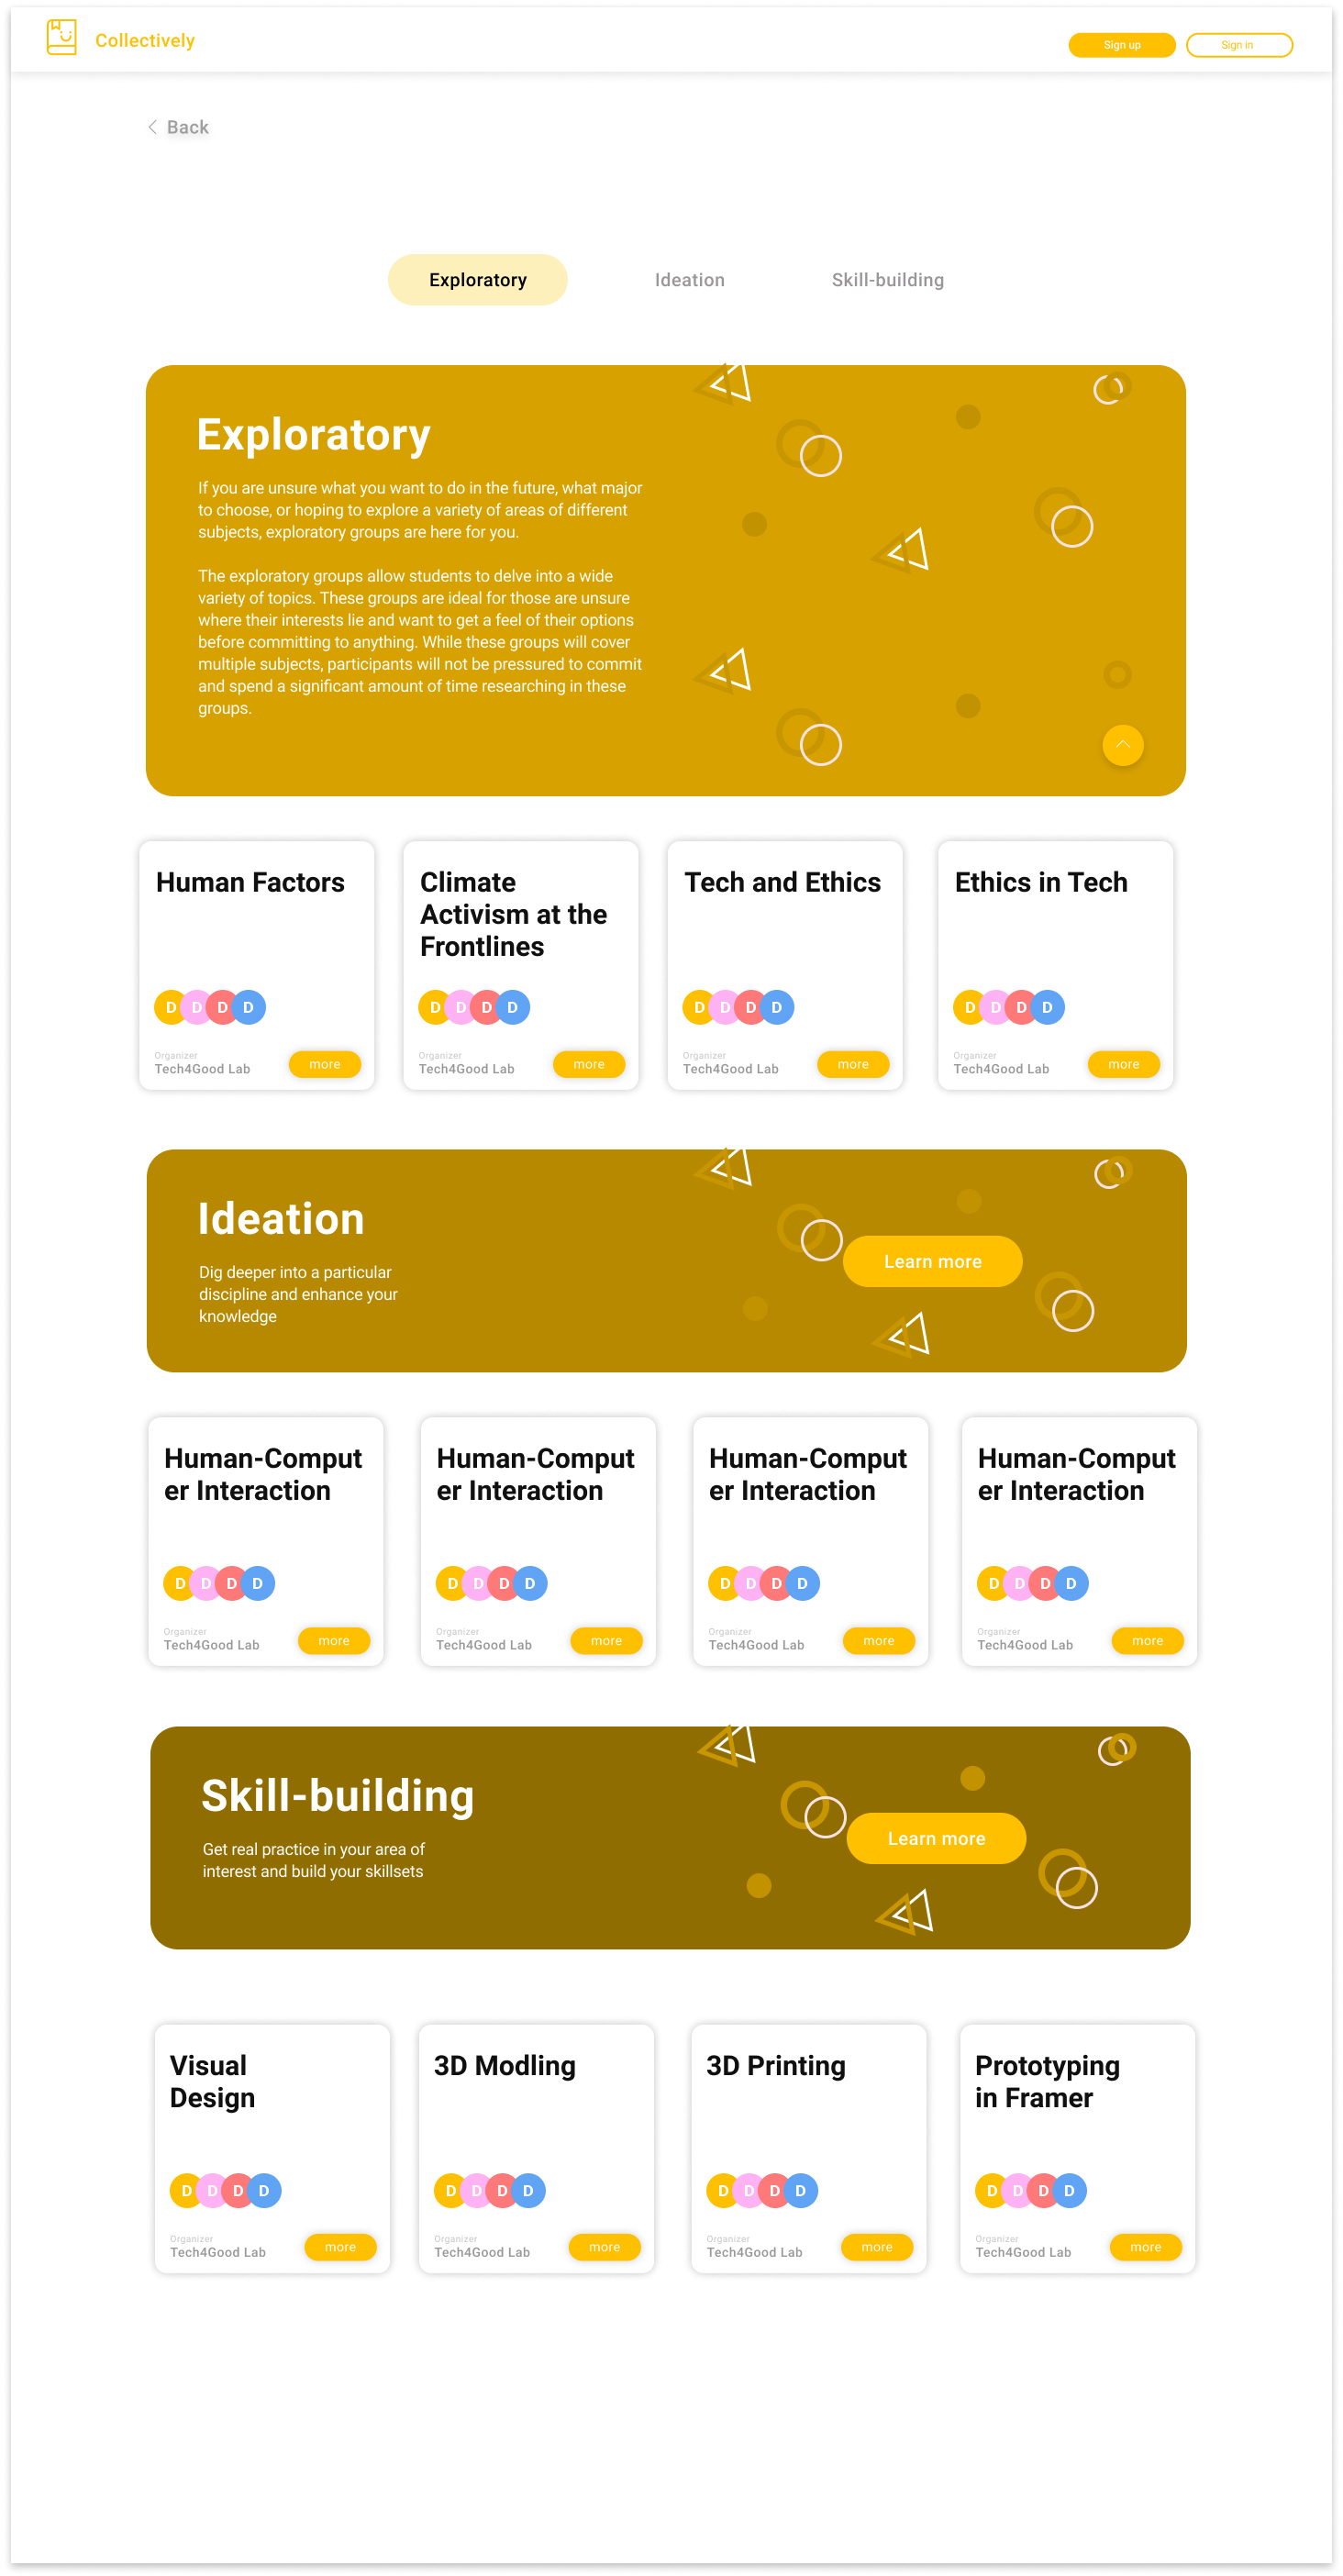 Collectively
Sign up
Sign in
Back
Exploratory
Ideation
Skill-building
Exploratory
If you are unsure what you want to do in the future, what major
to choose, or hoping to explore a variety of areas of different
subjects, exploratory groups are here for you.
The exploratory groups allow students to delve into a wide
variety of topics. These groups are ideal for those are unsure
where their interests lie and want to get a feel of their options
before committing to anything. While these groups will cover
multiple subjects, participants will not be pressured to commit
and spend a significant amount of time researching in these
groups.
Human Factors
D D D D
Organizer
Tech4Good Lab
more
Climate
Activism at the
Frontlines
D D D D
Organizer
Tech4Good Lab
more
Tech and Ethics
D D D D
Organizer
Tech4Good Lab
more
Ethics in Tech
D D D D
Organizer
Tech4Good Lab
more
Ideation
Dig deeper into a particular
discipline and enhance your
knowledge
Learn more
Human-Comput
er Interaction
D D D D
Organizer
Tech4Good Lab
more
Human-Comput
er Interaction
D D D D
Organizer
Tech4Good Lab
more
Human-Comput
er Interaction
D D D D
Organizer
Tech4Good Lab
more
Human-Comput
er Interaction
D D D D
Organizer
Tech4Good Lab
more
Skill-building
Get real practice in your area of
interest and build your skillsets
Learn more
Visual
Design
D D D D
Organizer
Tech4Good Lab
more
3D Modling
D D D D
Organizer
Tech4Good Lab
more
3D Printing
D D D D
Organizer
Tech4Good Lab
more
Prototyping
in Framer
D D D D
Organizer
Tech4Good Lab
more